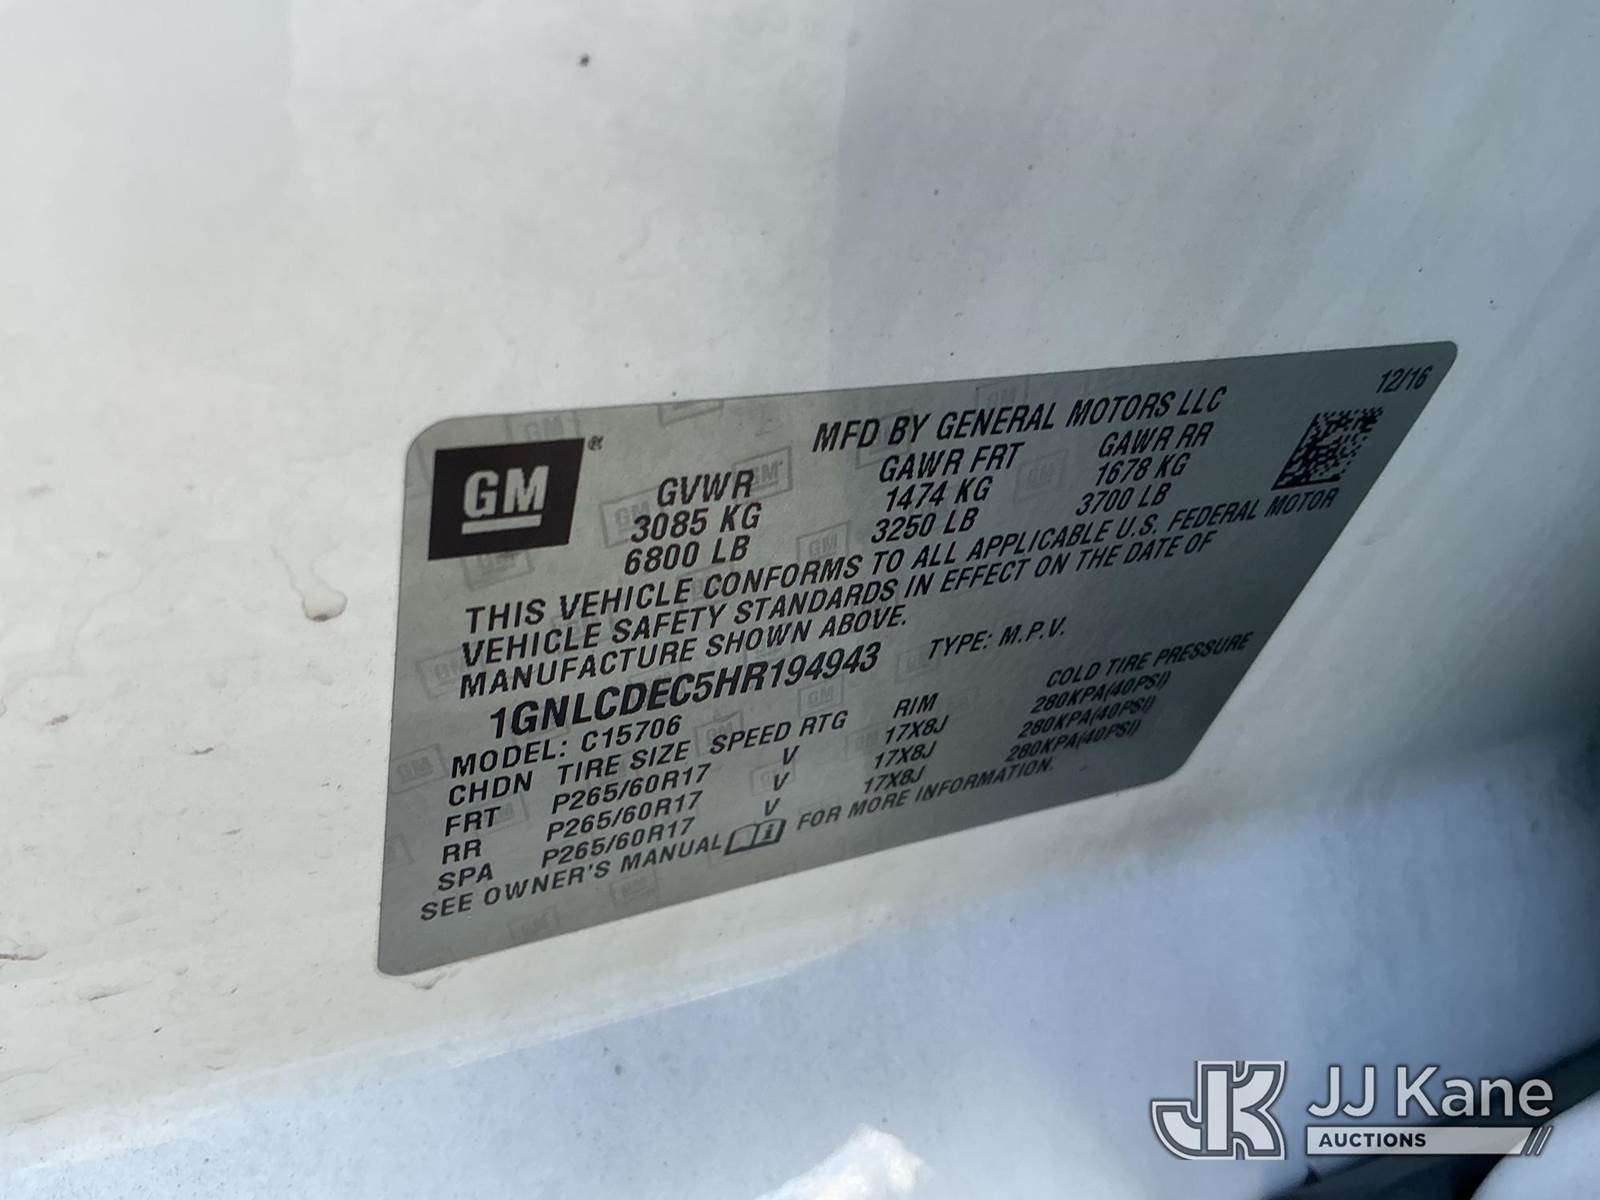 12/16
MFD BY GENERAL MOTORS LLC
GM®
GVWR GAWR FRT GAWR RR
3085 KG 1474 KG 1678 KG
6800 LB 3250 LB 3700 LB
THIS VEHICLE CONFORMS TO ALL APPLICABLE U.S. FEDERAL MOTOR
VEHICLE SAFETY STANDARDS IN EFFECT ON THE DATE OF
MANUFACTURE SHOWN ABOVE.
1GNLCDEC5HR194943 TYPE: M.P.V.
MODEL: C15706
CHDN TIRE SIZE SPEED RTG RIM COLD TIRE PRESSURE
FRT P265/60R17 V 17X8J 280KPA(40PSI)
RR P265/60R17 V 17X8J 280KPA(40PSI)
SPA P265/60R17 V 17X8J 280KPA(40PSI)
SEE OWNER'S MANUAL FOR MORE INFORMATION.
JK JJ Kane
AUCTIONS